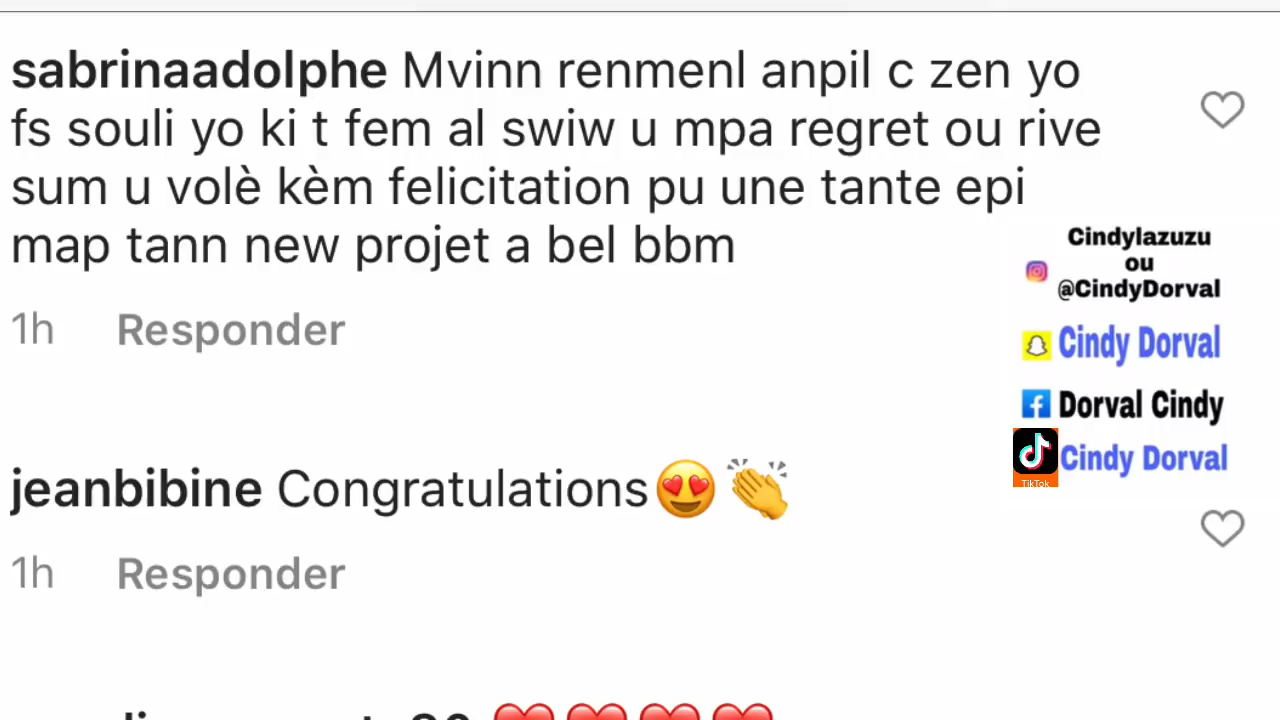 sabrinaadolphe Mvinn renmenl anpil c zen yo
fs souli yo ki t fem al swiw u mpa regret ou rive
sum u volè kèm felicitation pu une tante epi
map tann new projet a bel bbm
1h Responder
Cindylazuzu
ou
@CindyDorval
Cindy Dorval
Dorval Cindy
Cindy Dorval
TikTok
jeanbibine Congratulations😍👏
1h Responder
❤️❤️❤️❤️